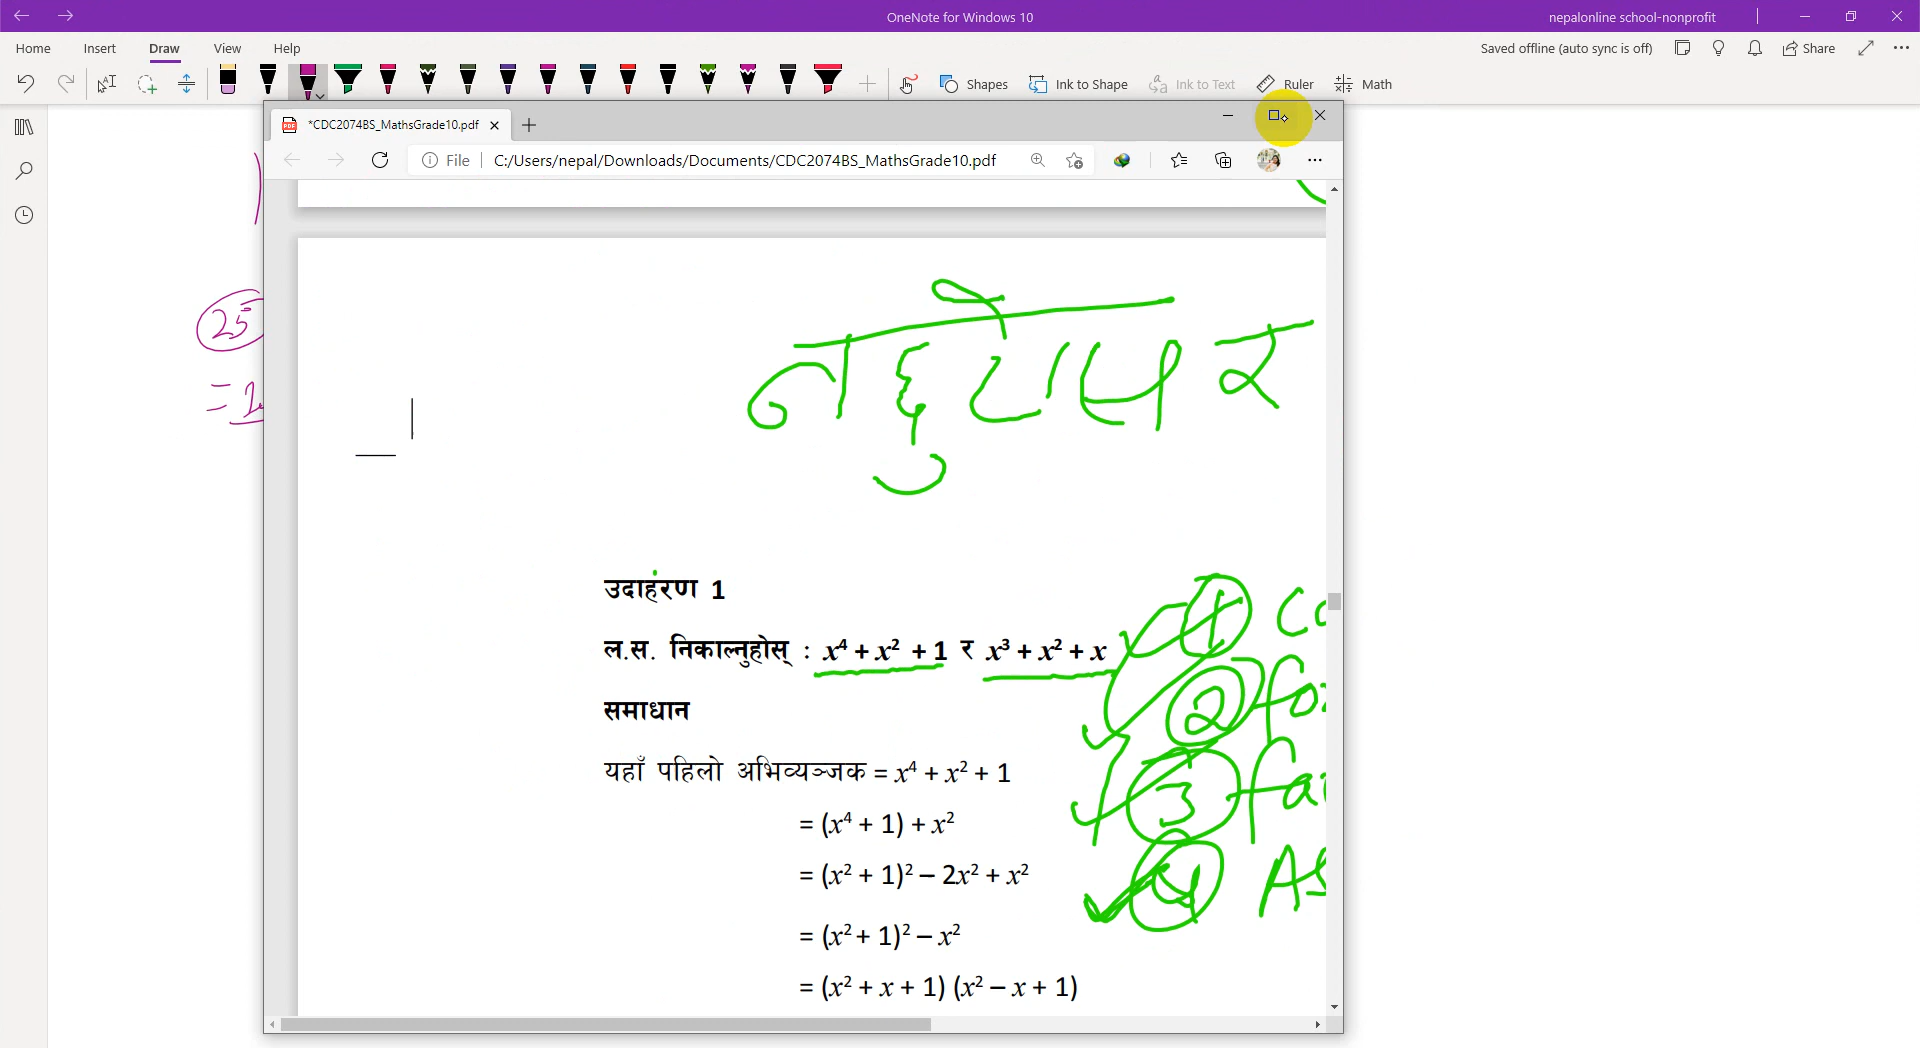 OneNote for Windows 10
nepalonline school-nonprofit
Home Insert Draw View Help
Saved offline (auto sync is off) Share
Shapes Ink to Shape Ink to Text Ruler Math
*CDC2074BS_MathsGrade10.pdf
File C:/Users/nepal/Downloads/Documents/CDC2074BS_MathsGrade10.pdf
25
उदाहरण 1
1
ल.स. निकाल्नुहोस् : x⁴ + x² + 1 र x³ + x² + x
2
समाधान
यहाँ पहिलो अभिव्यञ्जक = x⁴ + x² + 1
3
= (x⁴ + 1) + x²
= (x² + 1)² – 2x² + x²
4
= (x² + 1)² – x²
= (x² + x + 1) (x² – x + 1)